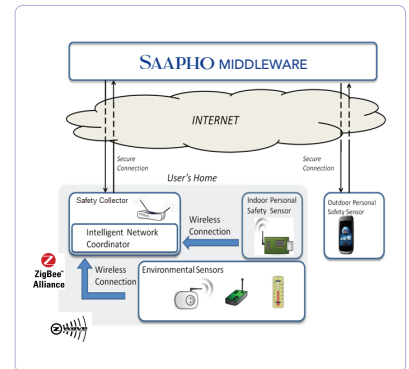 SAAPHO MIDDLEWARE
INTERNET
Secure
Connection
Secure
Connection
User's Home
Safety Collector
Intelligent Network
Coordinator
Wireless
Connection
Indoor Personal
Safety Sensor
Outdoor Personal
Safety Sensor
ZigBee
Alliance
Wireless
Connection
Environmental Sensors
Z WAVE